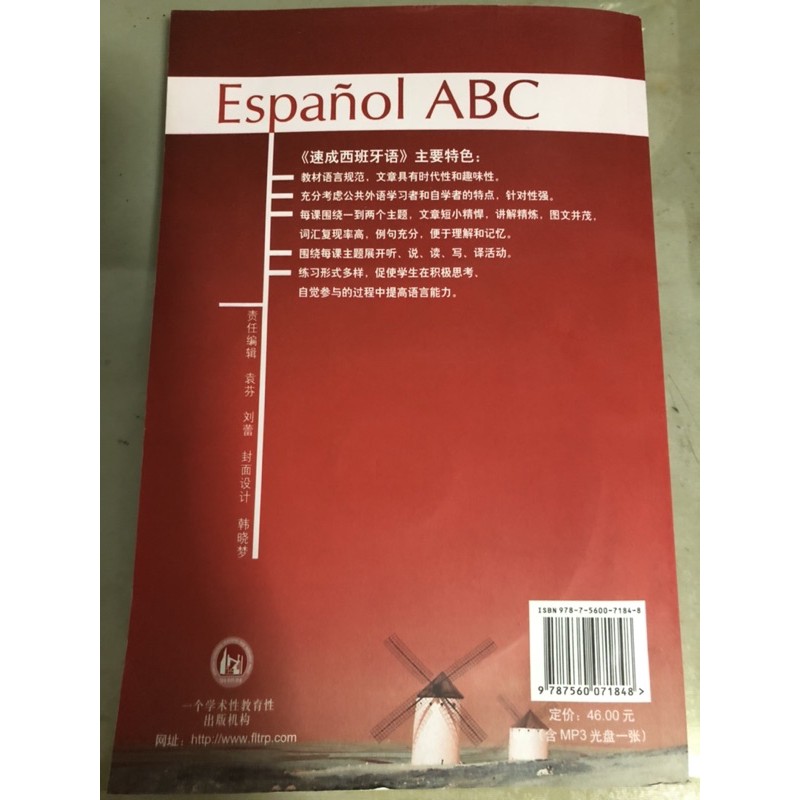 Español ABC
《速成西班牙语》主要特色：
教材语言规范，文章具有时代性和趣味性。
充分考虑公共外语学习者和自学者的特点，针对性强。
每课围绕一到两个主题，文章短小精悍，讲解精炼，图文并茂，
词汇复现率高，例句充分，便于理解和记忆。
围绕每课主题展开听、说、读、写、译活动。
练习形式多样，促使学生在积极思考、
自觉参与的过程中提高语言能力。
责任编辑 袁芬 刘蕾 封面设计 韩晓梦
一个学术性教育性
出版机构
网址：http://www.fltrp.com
ISBN 978-7-5600-7184-8
9 787560 071848 >
定价：46.00 元
（含 MP3 光盘一张）